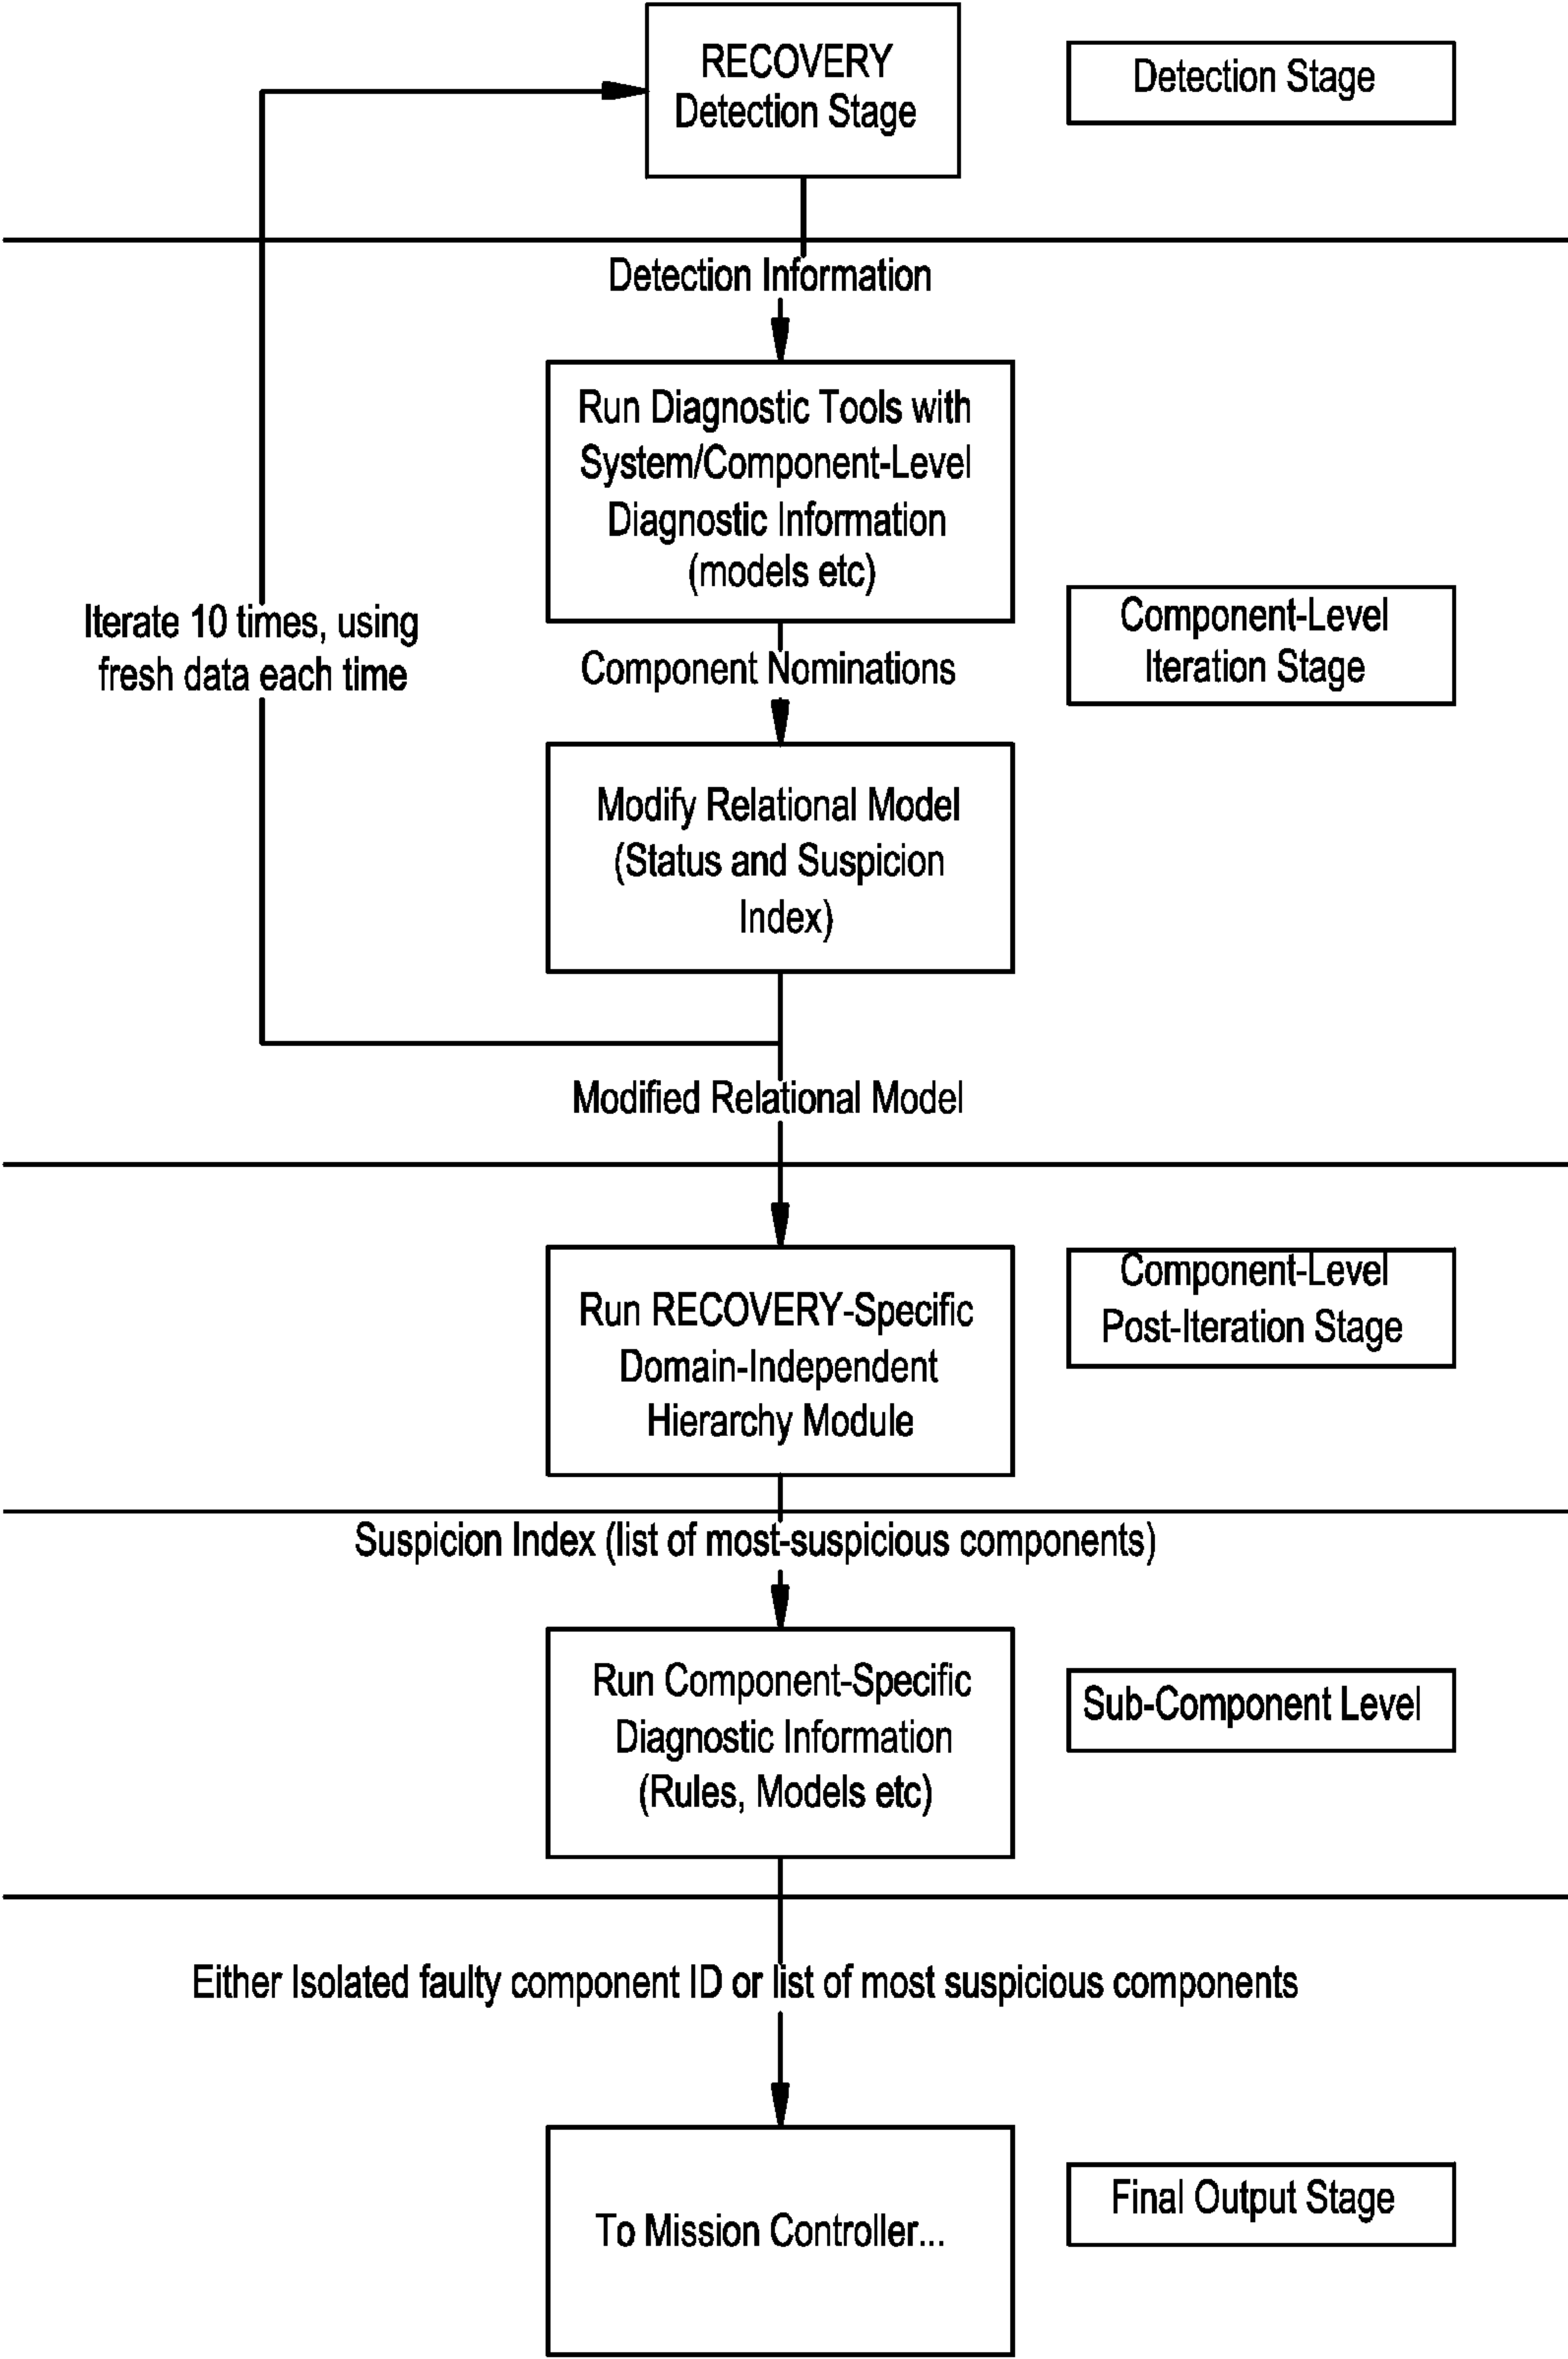 RECOVERY
Detection Stage
Detection Stage
Detection Information
Run Diagnostic Tools with
System/Component-Level
Diagnostic Information
(models etc)
Iterate 10 times, using
fresh data each time
Component-Level
Iteration Stage
Component Nominations
Modify Relational Model
(Status and Suspicion
Index)
Modified Relational Model
Run RECOVERY-Specific
Domain-Independent
Hierarchy Module
Component-Level
Post-Iteration Stage
Suspicion Index (list of most-suspicious components)
Run Component-Specific
Diagnostic Information
(Rules, Models etc)
Sub-Component Level
Either Isolated faulty component ID or list of most suspicious components
To Mission Controller...
Final Output Stage